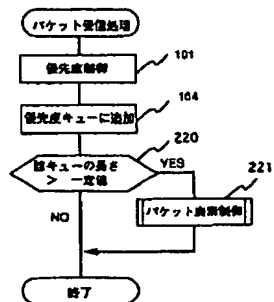 パケット受信処理
優先度制御
101
優先度キューに追加
104
該キューの長さ
> 一定値
220
YES
221
パケット廃棄制御
NO
終了